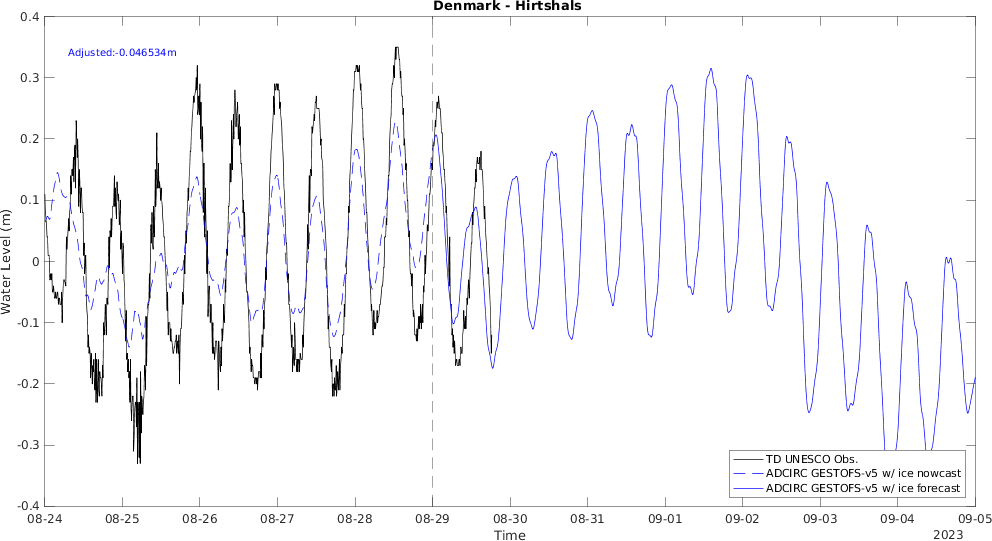 Denmark - Hirtshals
Adjusted:-0.046534m
Water Level (m)
0.4
0.3
0.2
0.1
0
-0.1
-0.2
-0.3
-0.4
TD UNESCO Obs.
ADCIRC GESTOFS-v5 w/ ice nowcast
ADCIRC GESTOFS-v5 w/ ice forecast
08-24 08-25 08-26 08-27 08-28 08-29 08-30 08-31 09-01 09-02 09-03 09-04 09-05
Time
2023